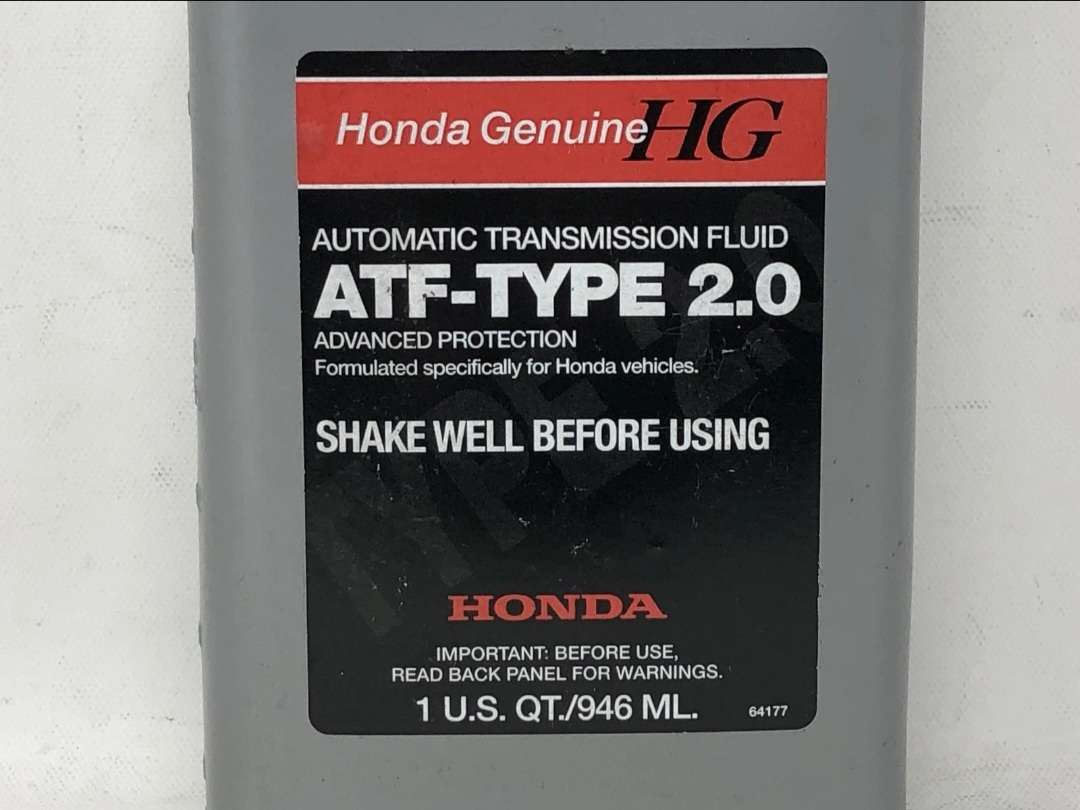 Honda Genuine HG
AUTOMATIC TRANSMISSION FLUID
ATF-TYPE 2.0
ADVANCED PROTECTION
Formulated specifically for Honda vehicles.
SHAKE WELL BEFORE USING
HONDA
IMPORTANT: BEFORE USE,
READ BACK PANEL FOR WARNINGS.
1 U.S. QT./946 ML.
64177